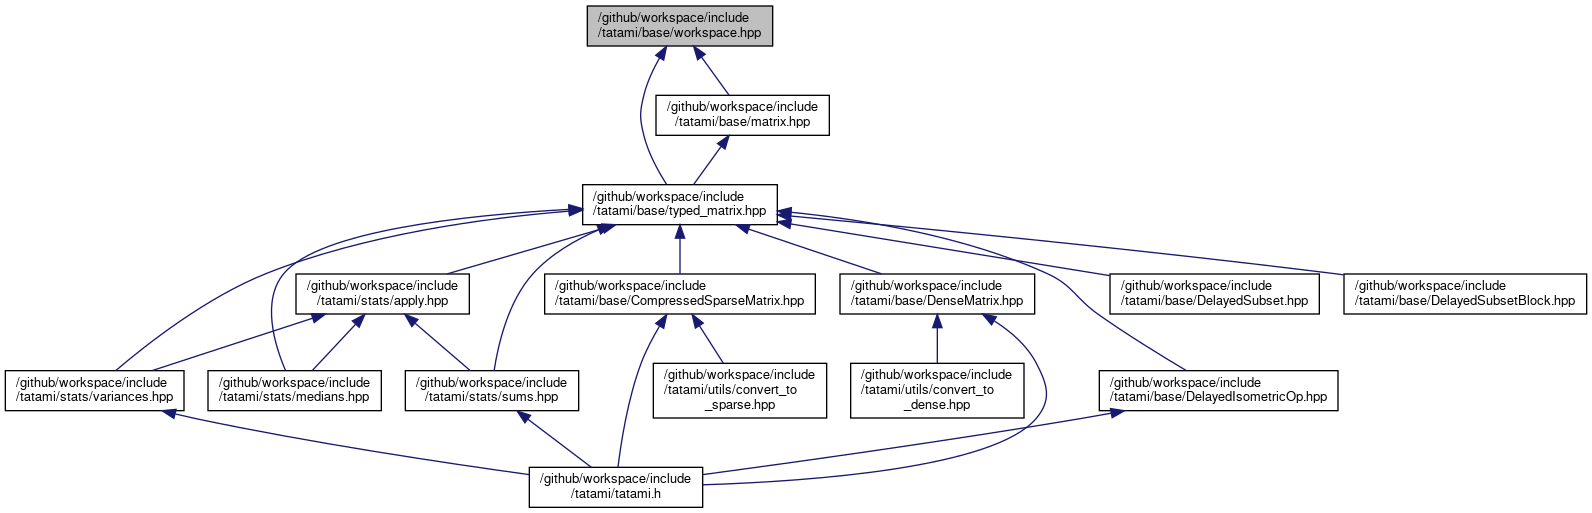 /github/workspace/include
/tatami/base/workspace.hpp
/github/workspace/include
/tatami/base/matrix.hpp
/github/workspace/include
/tatami/base/typed_matrix.hpp
/github/workspace/include
/tatami/stats/apply.hpp
/github/workspace/include
/tatami/base/CompressedSparseMatrix.hpp
/github/workspace/include
/tatami/base/DenseMatrix.hpp
/github/workspace/include
/tatami/base/DelayedSubset.hpp
/github/workspace/include
/tatami/base/DelayedSubsetBlock.hpp
/github/workspace/include
/tatami/stats/variances.hpp
/github/workspace/include
/tatami/stats/medians.hpp
/github/workspace/include
/tatami/stats/sums.hpp
/github/workspace/include
/tatami/utils/convert_to
_sparse.hpp
/github/workspace/include
/tatami/utils/convert_to
_dense.hpp
/github/workspace/include
/tatami/base/DelayedIsometricOp.hpp
/github/workspace/include
/tatami/tatami.h